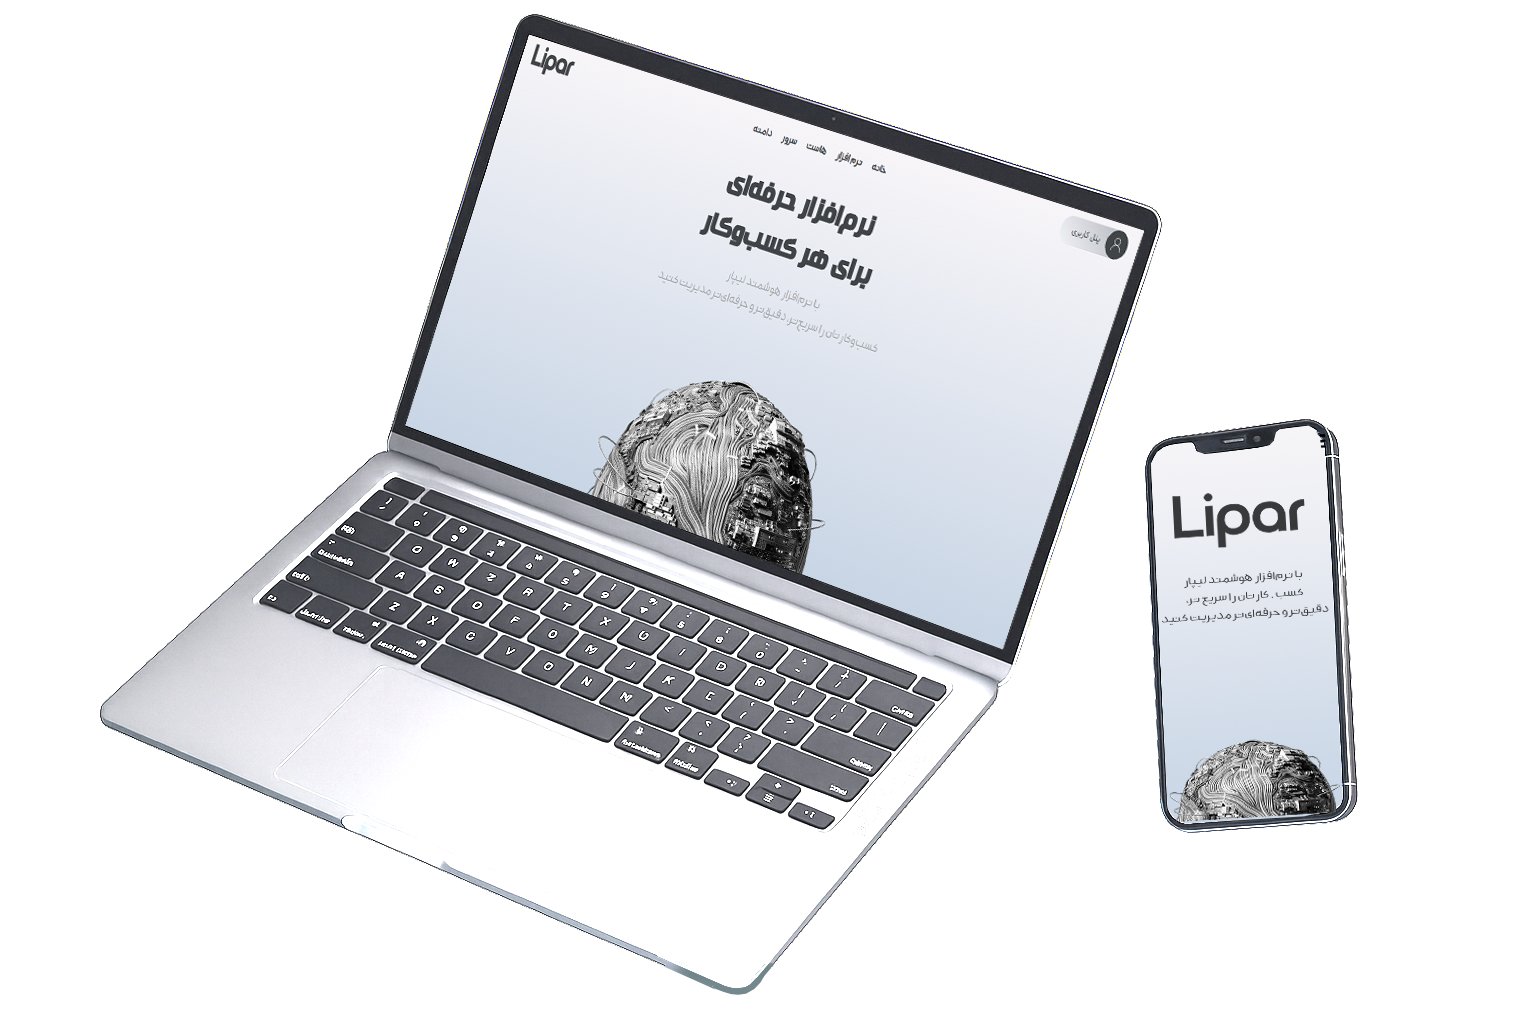 Lipar
خانه نرم‌افزار هاست سرور دامنه
پنل کاربری
نرم‌افزار حرفه‌ای
برای هر کسب‌وکار
با نرم‌افزار هوشمند لیپار
کسب‌وکارتان را سریع‌تر، دقیق‌تر و حرفه‌ای‌تر مدیریت کنید
Lipar
با نرم‌افزار هوشمند لیپار
کسب . کارتان را سریع تر،
دقیق‌تر و حرفه‌ای‌تر مدیریت کنید